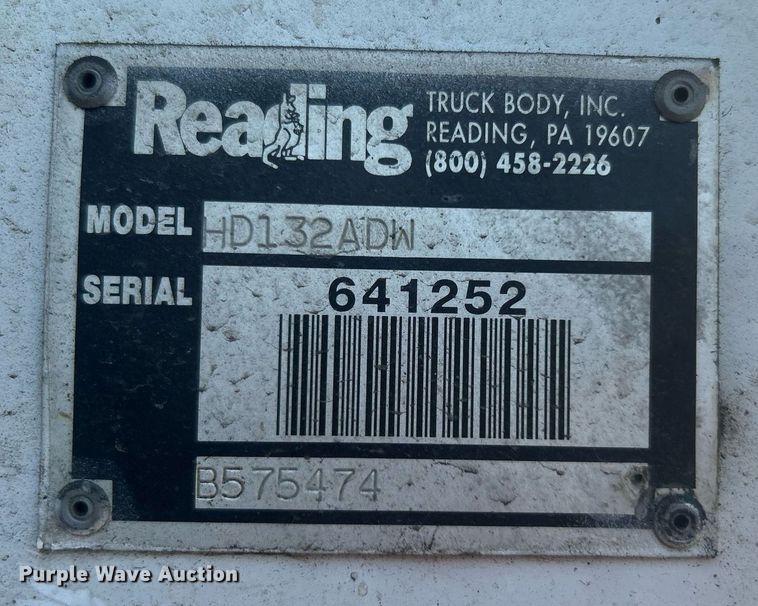 Reading
TRUCK BODY, INC.
READING, PA 19607
(800) 458-2226
MODEL HD132ADW
SERIAL 641252
B575474
Purple Wave Auction